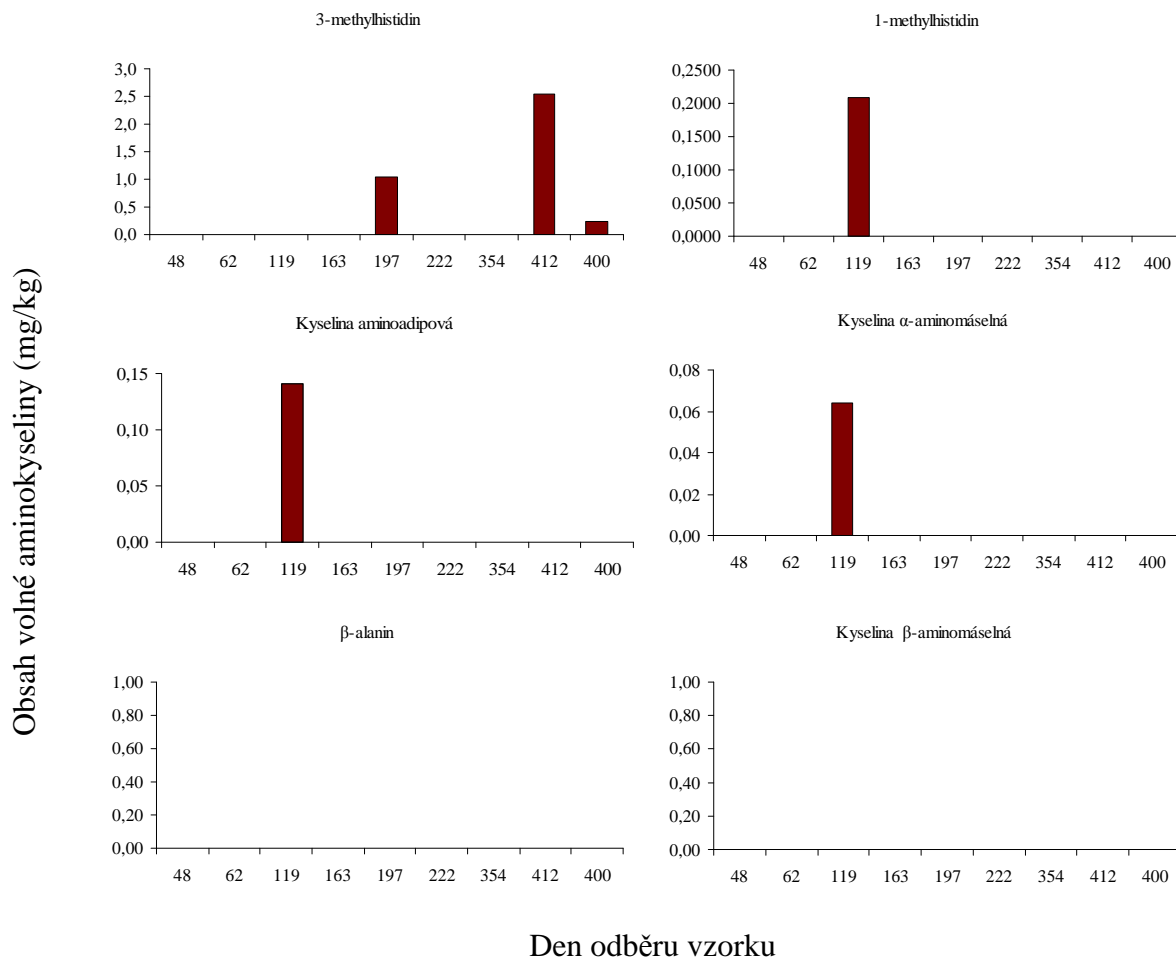 3-methylhistidin
3,0
2,5
2,0
1,5
1,0
0,5
0,0
48 62 119 163 197 222 354 412 400
1-methylhistidin
0,2500
0,2000
0,1500
0,1000
0,0500
0,0000
48 62 119 163 197 222 354 412 400
Obsah volné aminokyseliny (mg/kg)
Kyselina aminoadipová
0,15
0,10
0,05
0,00
48 62 119 163 197 222 354 412 400
Kyselina α-aminomáselná
0,08
0,06
0,04
0,02
0,00
48 62 119 163 197 222 354 412 400
β-alanin
1,00
0,80
0,60
0,40
0,20
0,00
48 62 119 163 197 222 354 412 400
Kyselina β-aminomáselná
1,00
0,80
0,60
0,40
0,20
0,00
48 62 119 163 197 222 354 412 400
Den odběru vzorku